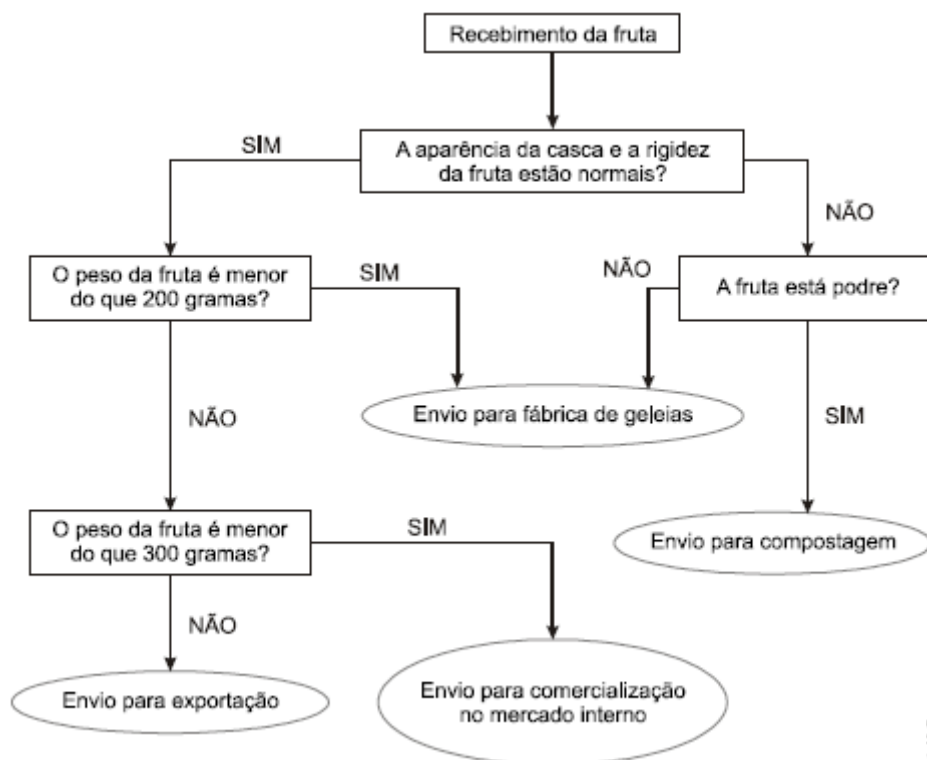 Recebimento da fruta
SIM
A aparência da casca e a rigidez
da fruta estão normais?
NÃO
O peso da fruta é menor
do que 200 gramas?
SIM
NÃO
A fruta está podre?
NÃO
Envio para fábrica de geleias
SIM
O peso da fruta é menor
do que 300 gramas?
SIM
Envio para compostagem
NÃO
Envio para exportação
Envio para comercialização
no mercado interno